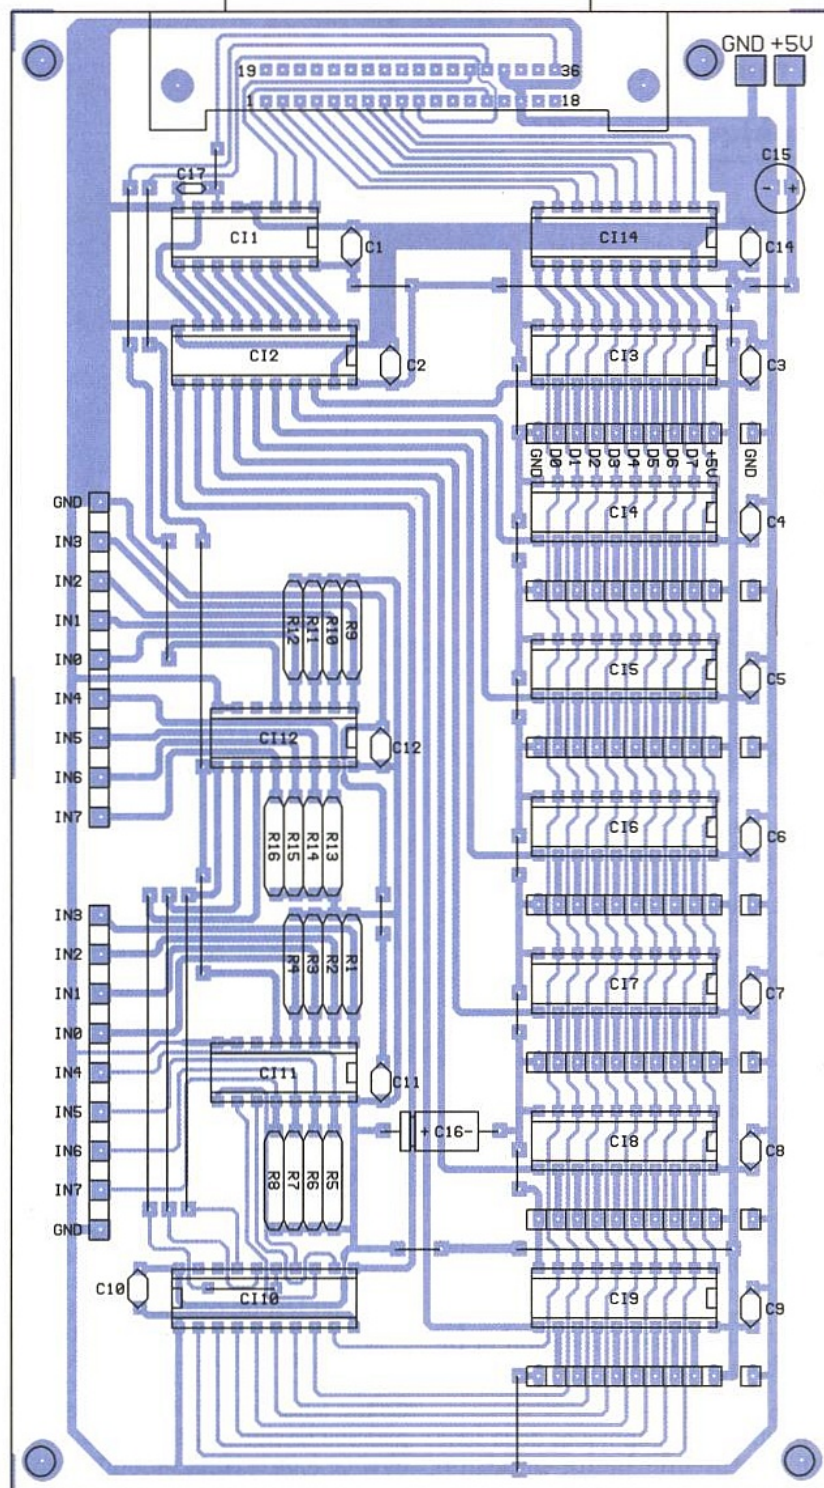 GND +5V
19 36
1 18
C17
C15
- +
CI1
C1
CI14
C14
CI2
C2
CI3
C3
GND D0 D1 D2 D3 D4 D5 D6 D7 +5V GND
CI4
C4
GND
IN3
IN2
IN1
IN0
IN4
IN5
IN6
IN7
R12 R11 R10 R9
CI5
C5
CI12
C12
R16 R15 R14 R13
CI6
C6
IN3
IN2
IN1
IN0
IN4
IN5
IN6
IN7
GND
R4 R3 R2 R1
CI7
C7
CI11
C11
+ C16 -
R8 R7 R6 R5
CI8
C8
C10
CI10
CI9
C9